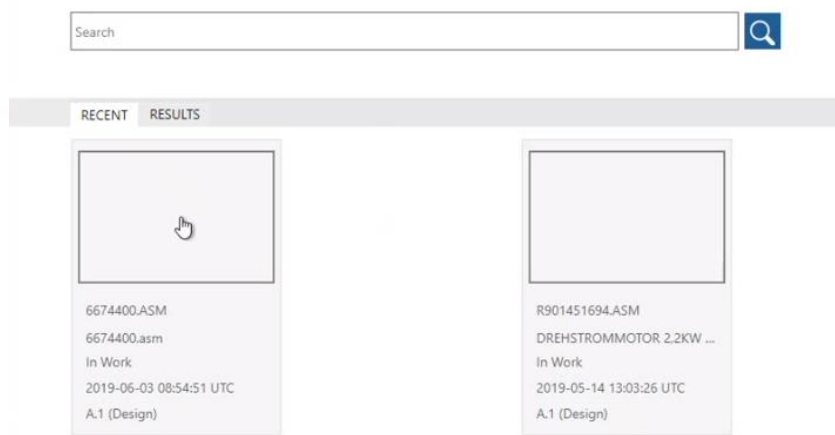 Search
RECENT RESULTS
6674400.ASM
6674400.asm
In Work
2019-06-03 08:54:51 UTC
A.1 (Design)
R901451694.ASM
DREHSTROMMOTOR 2,2KW ...
In Work
2019-05-14 13:03:26 UTC
A.1 (Design)